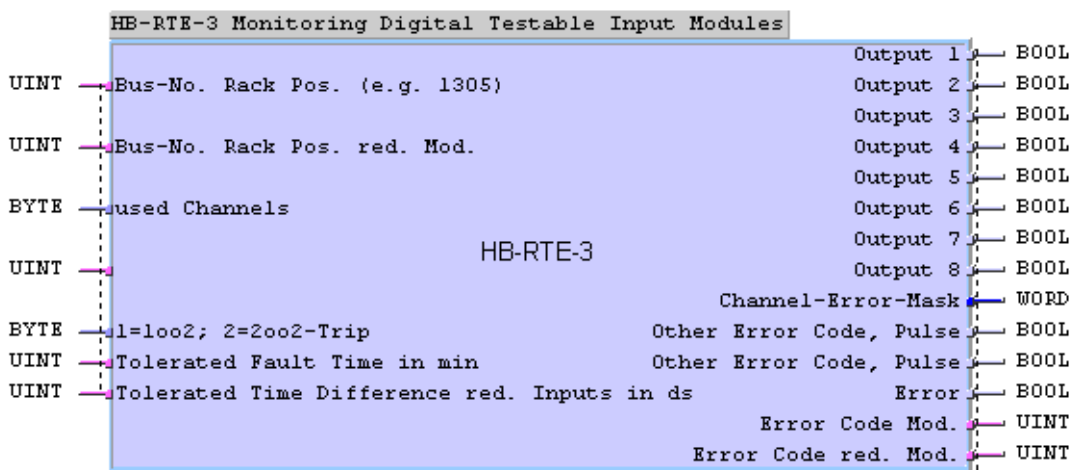 HB-RTE-3 Monitoring Digital Testable Input Modules
Output 1 BOOL
UINT Bus-No. Rack Pos. (e.g. 1305) Output 2 BOOL
Output 3 BOOL
UINT Bus-No. Rack Pos. red. Mod. Output 4 BOOL
Output 5 BOOL
BYTE used Channels Output 6 BOOL
HB-RTE-3 Output 7 BOOL
UINT Output 8 BOOL
Channel-Error-Mask WORD
BYTE 1=1oo2; 2=2oo2-Trip Other Error Code, Pulse BOOL
UINT Tolerated Fault Time in min Other Error Code, Pulse BOOL
UINT Tolerated Time Difference red. Inputs in ds Error BOOL
Error Code Mod. UINT
Error Code red. Mod. UINT